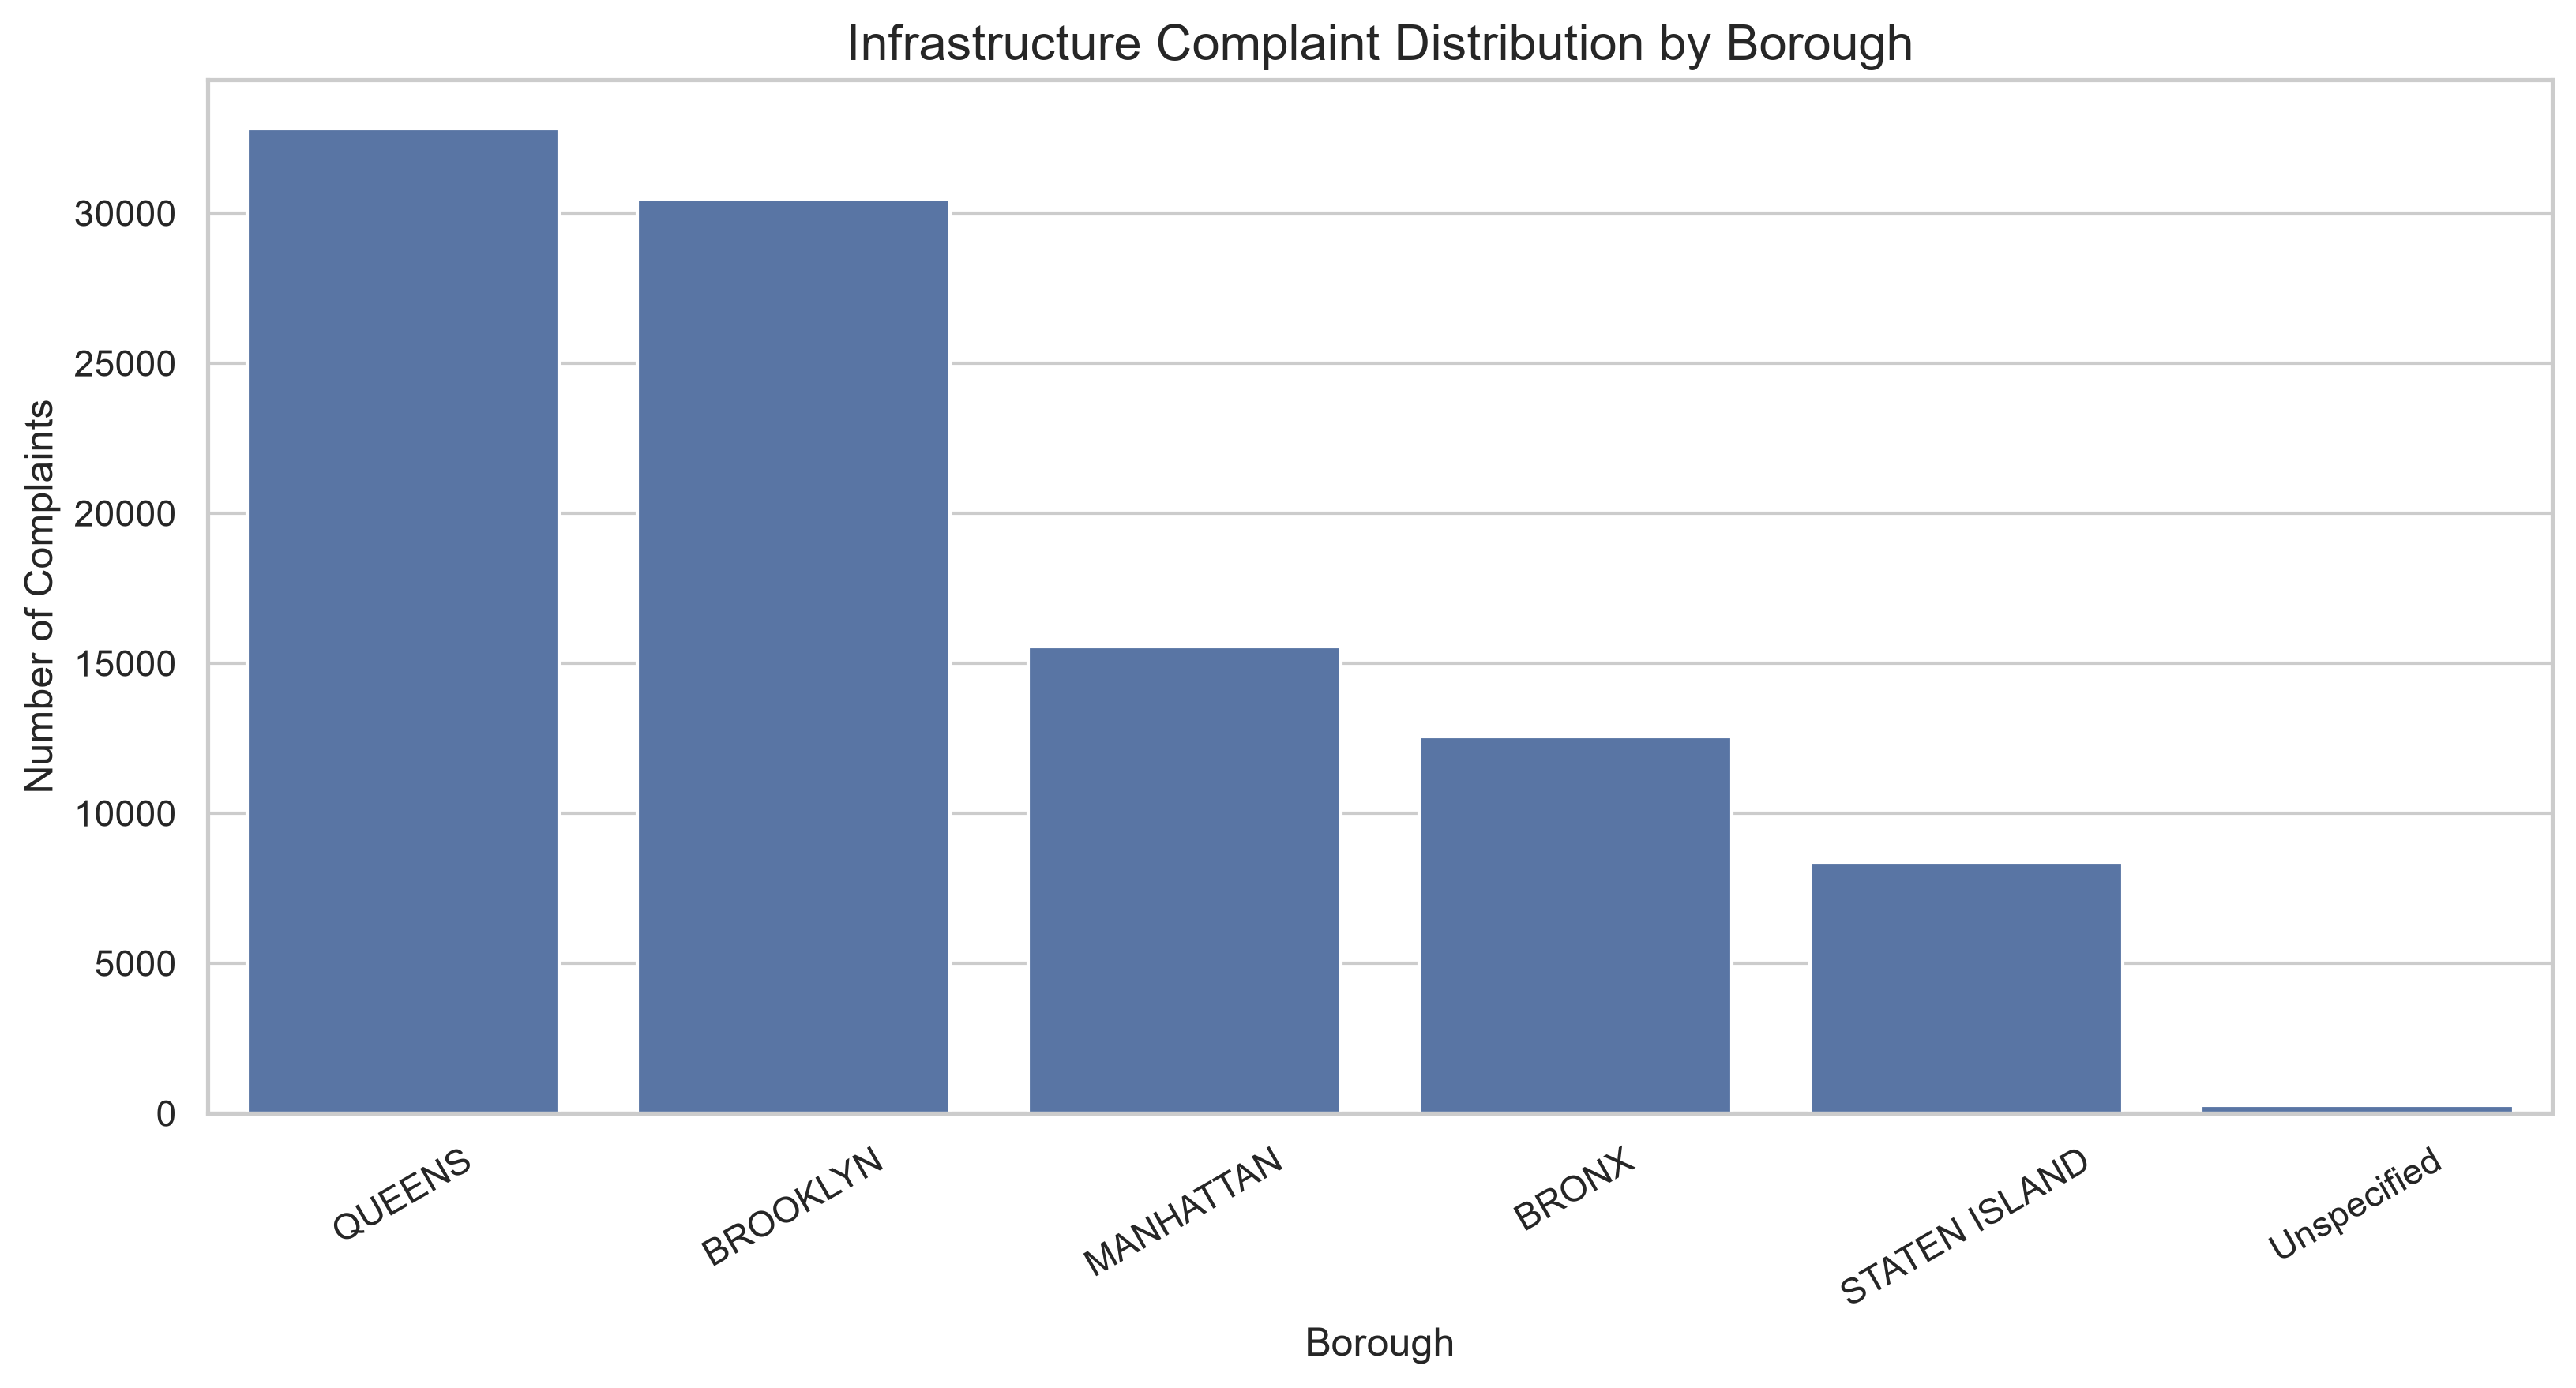 Infrastructure Complaint Distribution by Borough
Number of Complaints
30000
25000
20000
15000
10000
5000
0
QUEENS
BROOKLYN
MANHATTAN
BRONX
STATEN ISLAND
Unspecified
Borough